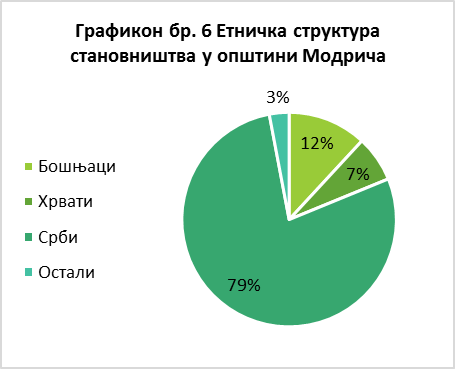 Графикон бр. 6 Етничка структура
становништва у општини Модрича
3%
12%
7%
79%
Бошњаци
Хрвати
Срби
Остали